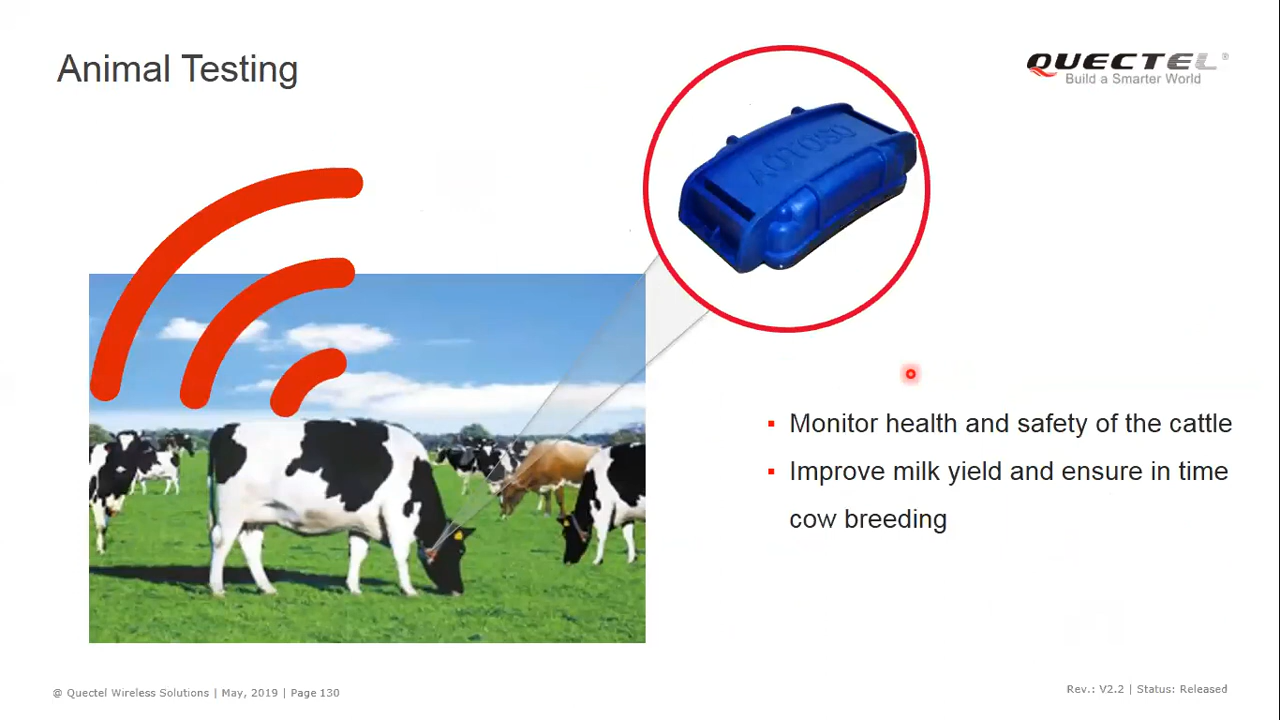 Animal Testing
QUECTEL®
Build a Smarter World
AOTOSO
Monitor health and safety of the cattle
Improve milk yield and ensure in time
cow breeding
@ Quectel Wireless Solutions | May, 2019 | Page 130
Rev.: V2.2 | Status: Released